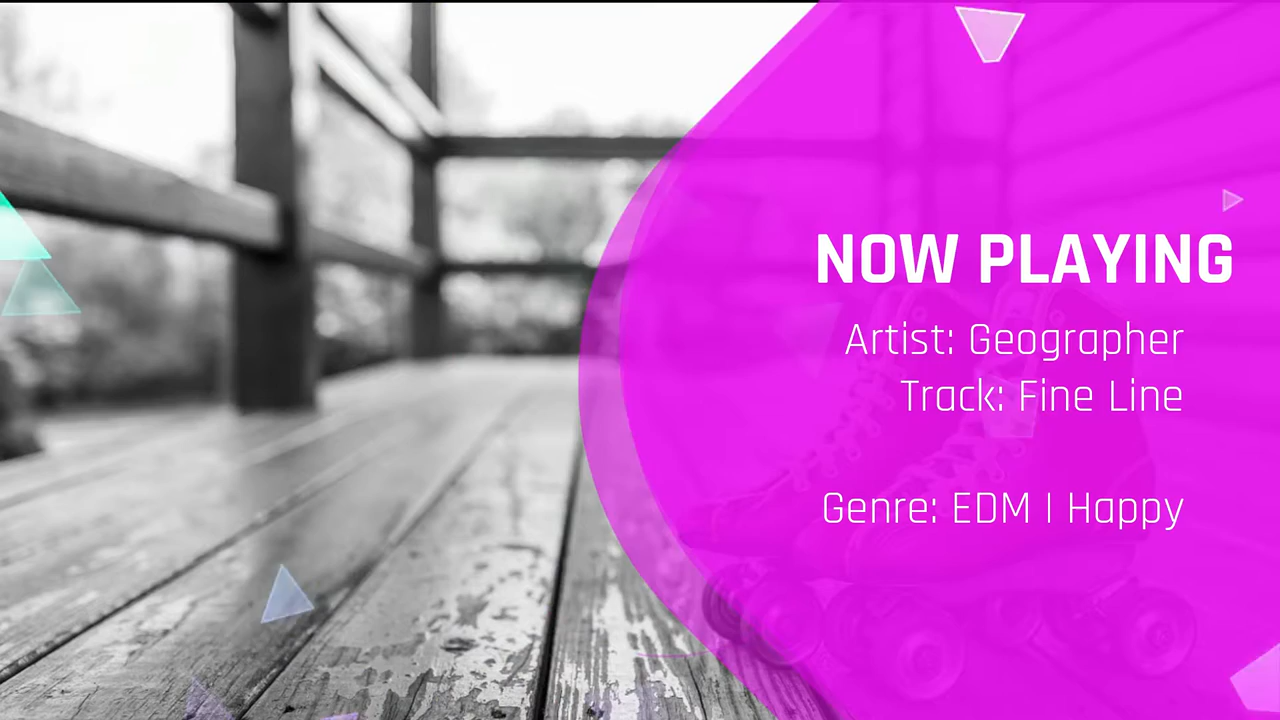 NOW PLAYING
Artist: Geographer
Track: Fine Line
Genre: EDM | Happy